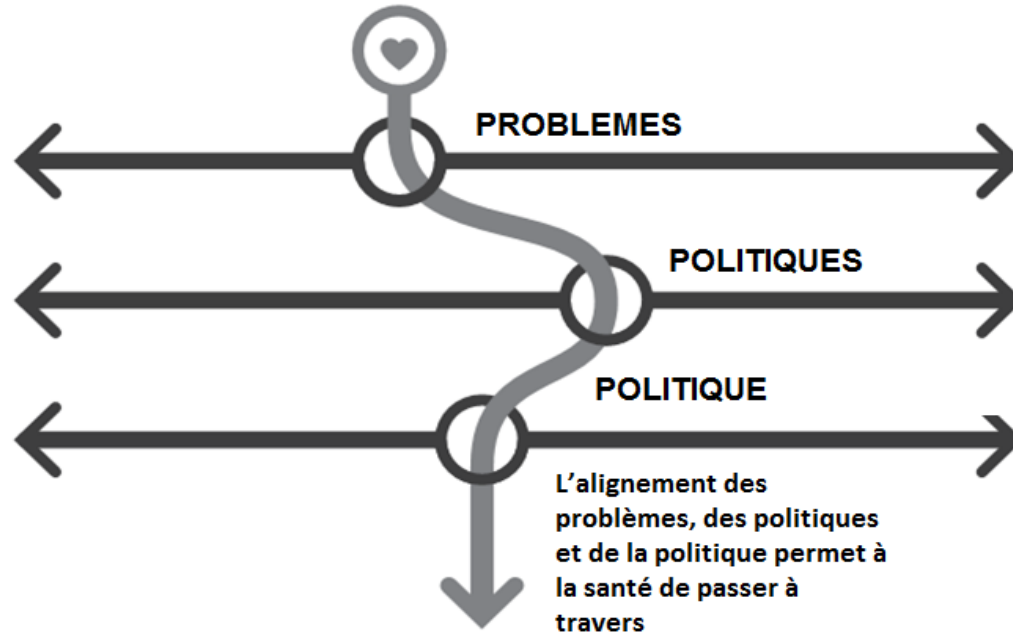 PROBLEMES
POLITIQUES
POLITIQUE
L’alignement des
problèmes, des politiques
et de la politique permet à
la santé de passer à
travers